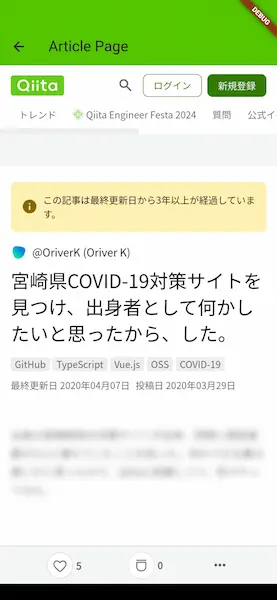 DEBUG
Article Page
Qiita
ログイン
新規登録
トレンド
Qiita Engineer Festa 2024
質問
公式イ
この記事は最終更新日から3年以上が経過していま
す。
@OriverK (Oriver K)
宮崎県COVID-19対策サイトを
見つけ、出身者として何かし
たいと思ったから、した。
GitHub TypeScript Vue.js OSS COVID-19
最終更新日 2020年04月07日 投稿日 2020年03月29日
5
0